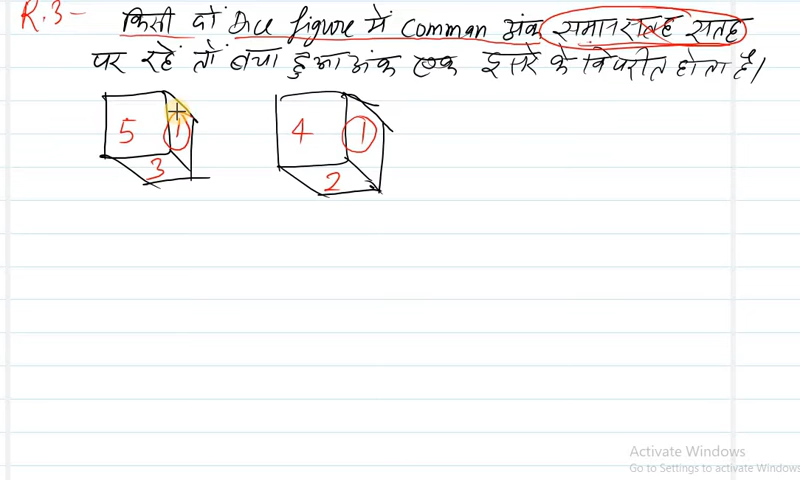 R.3- किसी दो Dice figure में comman अंक समान सतह सतह
पर रहें तो बचा हुआ अंक एक दूसरे के विपरीत होता है।
5 1 4 1
3 2
Activate Windows
Go to Settings to activate Windows